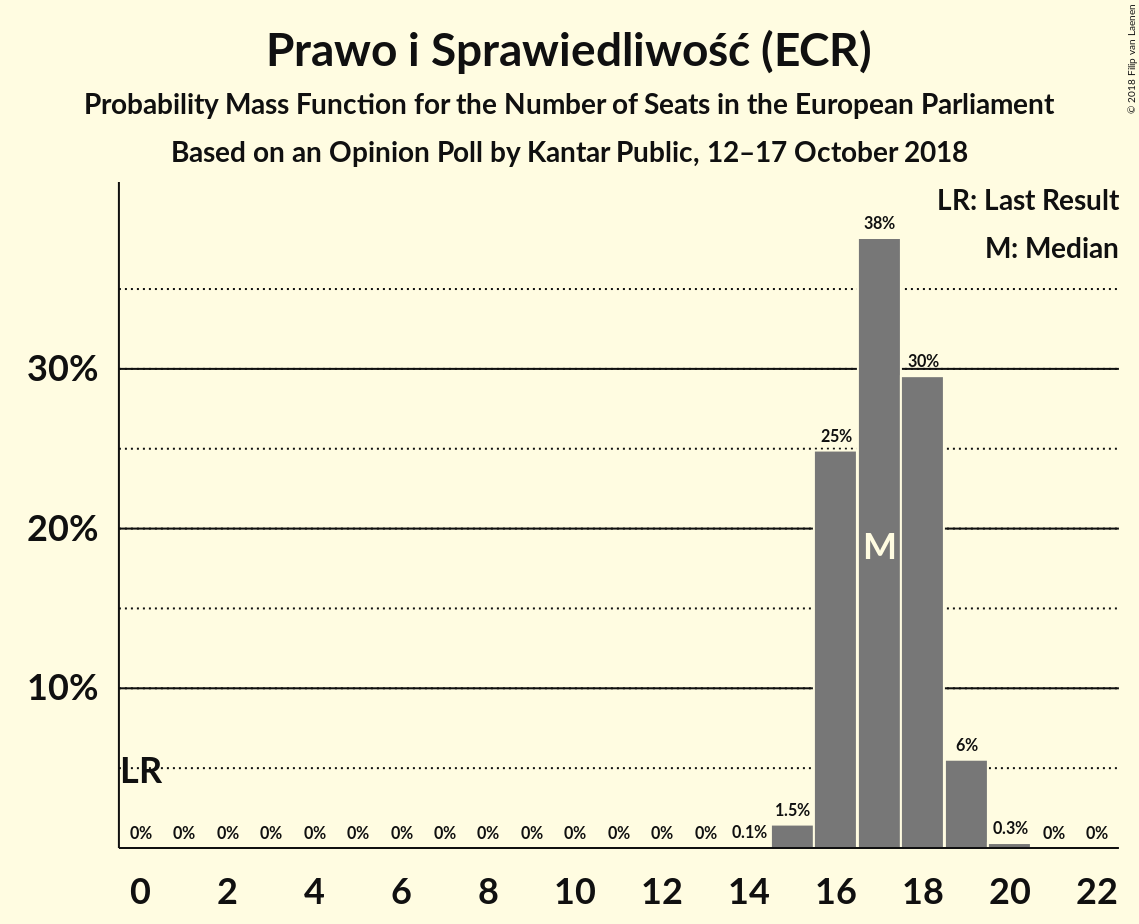 Prawo i Sprawiedliwość (ECR)
Probability Mass Function for the Number of Seats in the European Parliament
Based on an Opinion Poll by Kantar Public, 12–17 October 2018
© 2018 Filip van Laenen
LR: Last Result
M: Median
38%
30%
30%
25%
20%
M
10%
6%
LR
1.5%
0% 0% 0% 0% 0% 0% 0% 0% 0% 0% 0% 0% 0% 0% 0.1% 0.3% 0% 0%
0 2 4 6 8 10 12 14 16 18 20 22